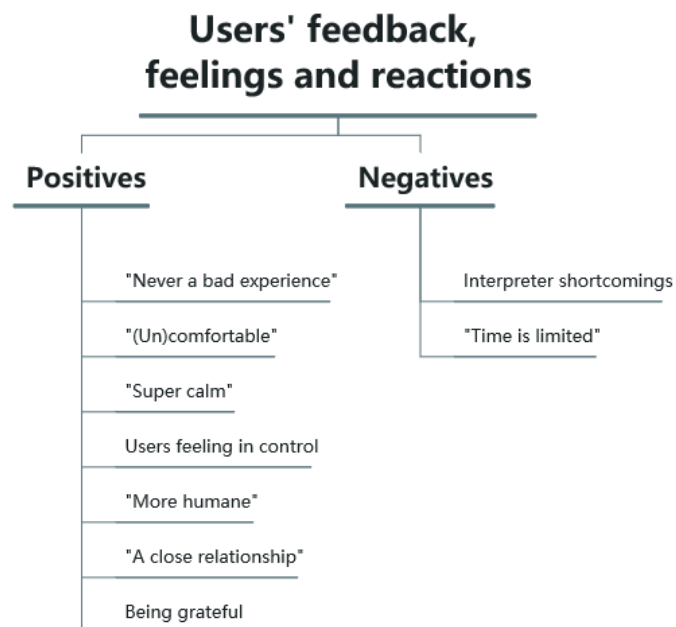 Users' feedback,
feelings and reactions
Positives
Negatives
"Never a bad experience"
"(Un)comfortable"
"Super calm"
Users feeling in control
"More humane"
"A close relationship"
Being grateful
Interpreter shortcomings
"Time is limited"